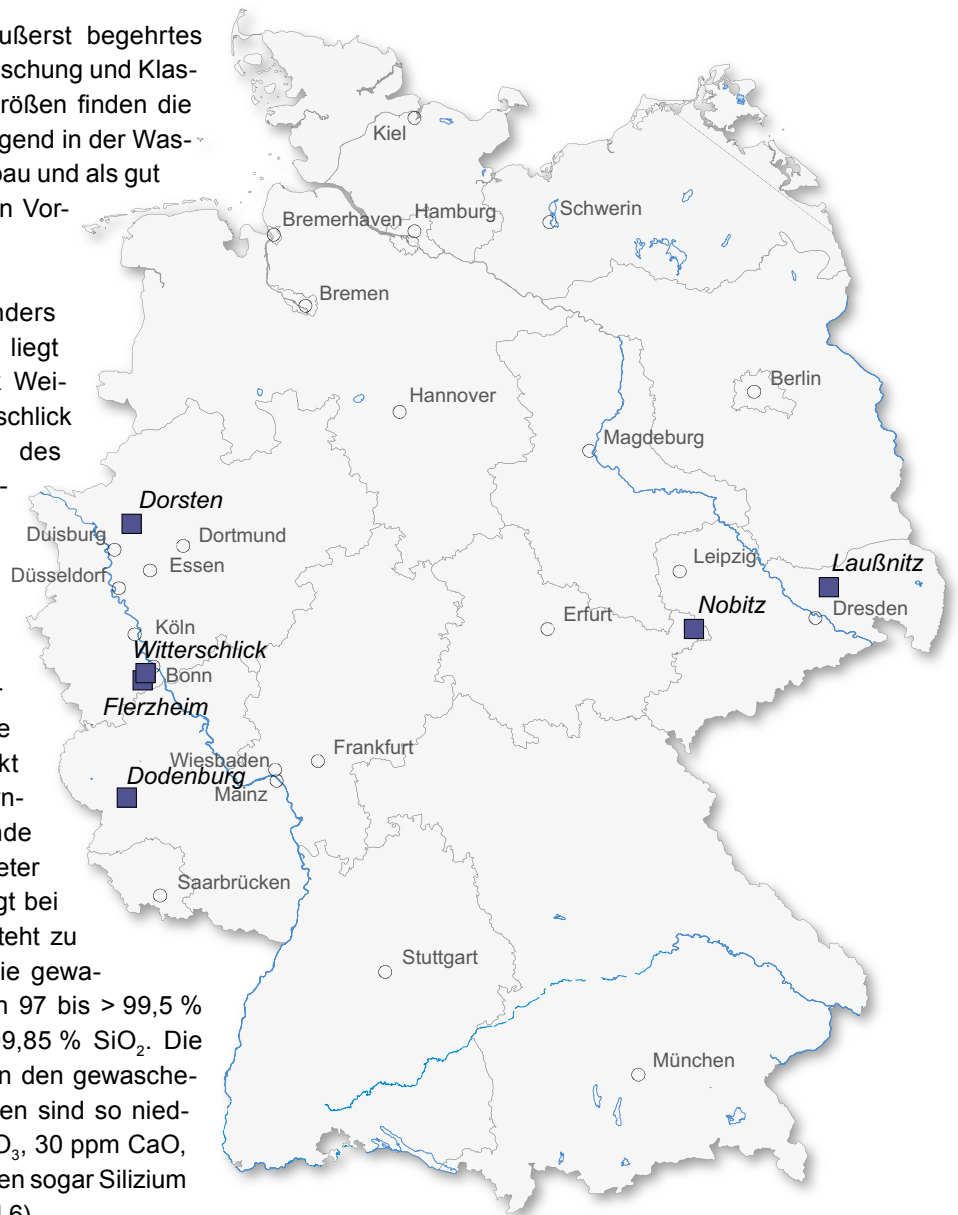 ußerst begehrtes
schung und Klas-
rößen finden die
gend in der Was-
bau und als gut
n Vor-
nders
liegt
Wei-
schlick
des
-
e
kt
rn-
nde
eter
gt bei
teht zu
ie gewa-
n 97 bis > 99,5 %
99,85 % SiO₂. Die
n den gewasche-
en sind so nied-
O₃, 30 ppm CaO,
en sogar Silizium
Kiel
Bremerhaven
Hamburg
Schwerin
Bremen
Berlin
Hannover
Magdeburg
Dorsten
Duisburg
Dortmund
Essen
Düsseldorf
Leipzig
Laußnitz
Nobitz
Dresden
Erfurt
Köln
Witterschlick
Bonn
Flerzheim
Frankfurt
Wiesbaden
Dodenburg
Mainz
Saarbrücken
Stuttgart
München